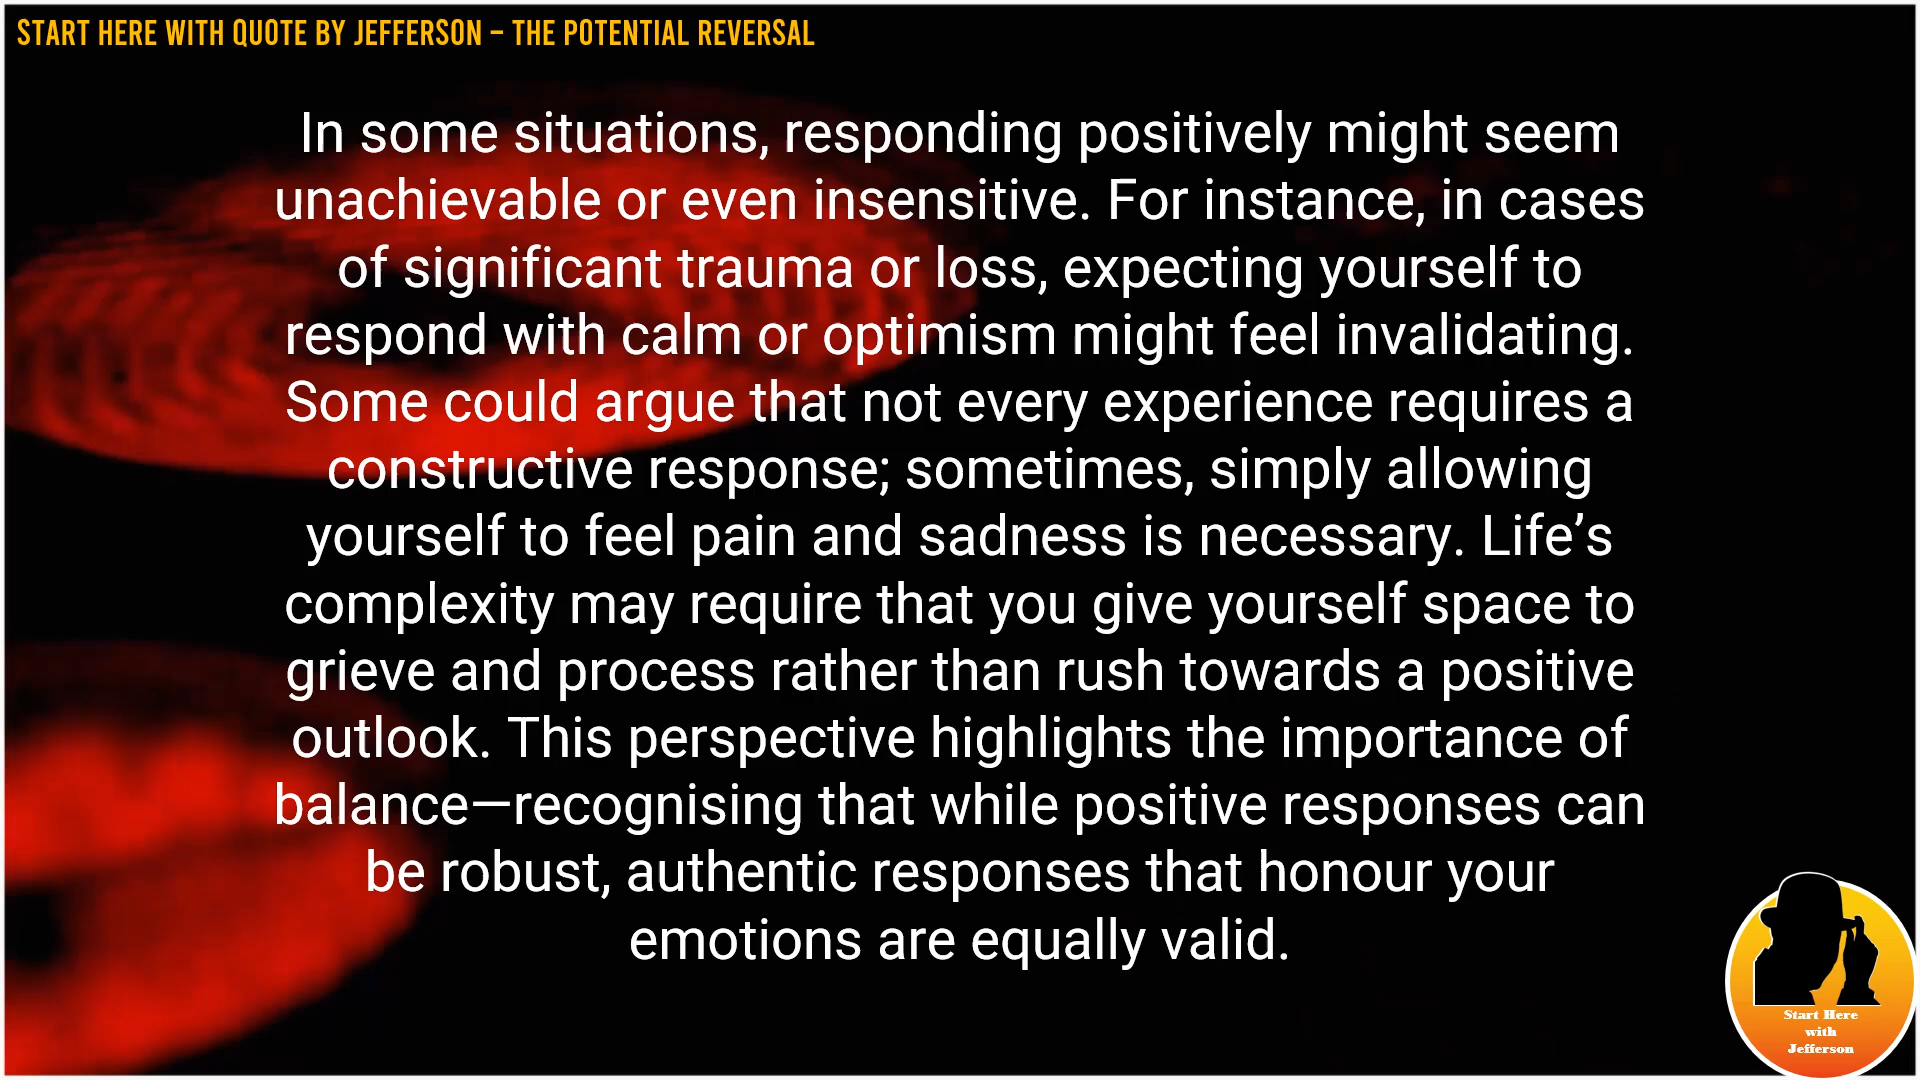 START HERE WITH QUOTE BY JEFFERSON – THE POTENTIAL REVERSAL
In some situations, responding positively might seem
unachievable or even insensitive. For instance, in cases
of significant trauma or loss, expecting yourself to
respond with calm or optimism might feel invalidating.
Some could argue that not every experience requires a
constructive response; sometimes, simply allowing
yourself to feel pain and sadness is necessary. Life’s
complexity may require that you give yourself space to
grieve and process rather than rush towards a positive
outlook. This perspective highlights the importance of
balance—recognising that while positive responses can
be robust, authentic responses that honour your
emotions are equally valid.
Start Here
with
Jefferson